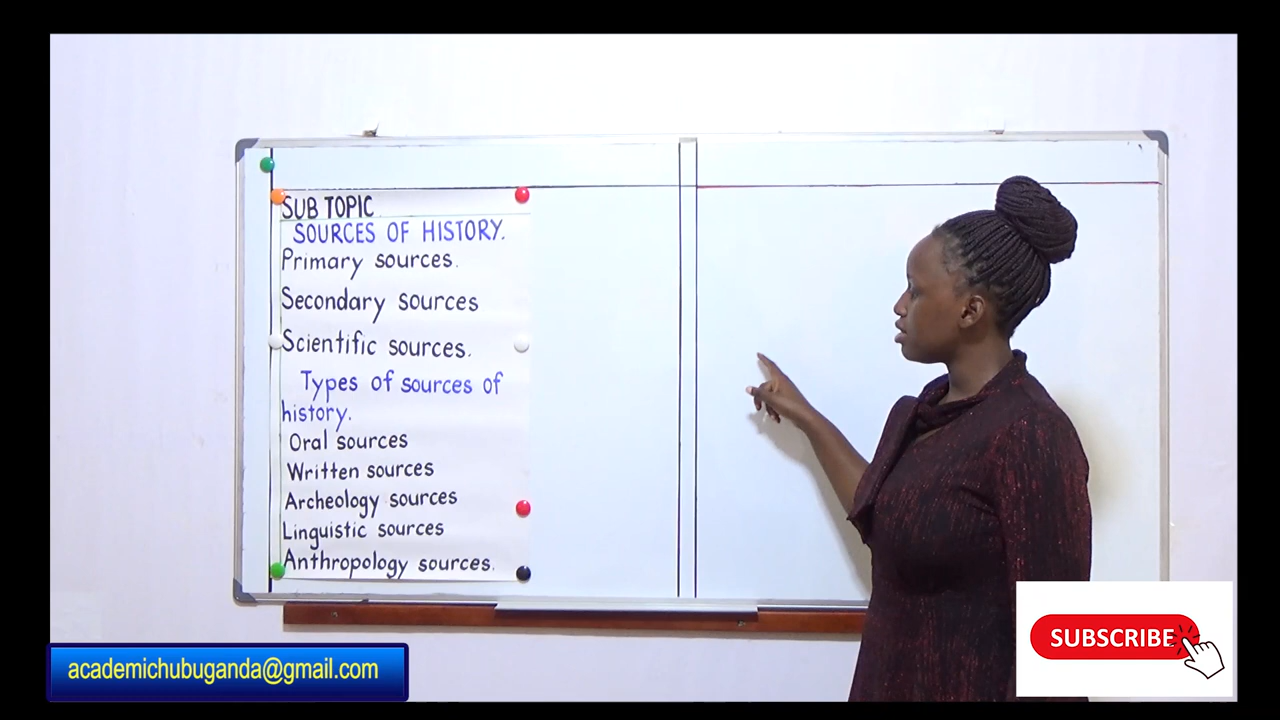 SUB TOPIC
SOURCES OF HISTORY.
Primary sources.
Secondary sources
Scientific sources.
Types of sources of
history.
Oral sources
Written sources
Archeology sources
Linguistic sources
Anthropology sources.
academichubuganda@gmail.com
SUBSCRIBE